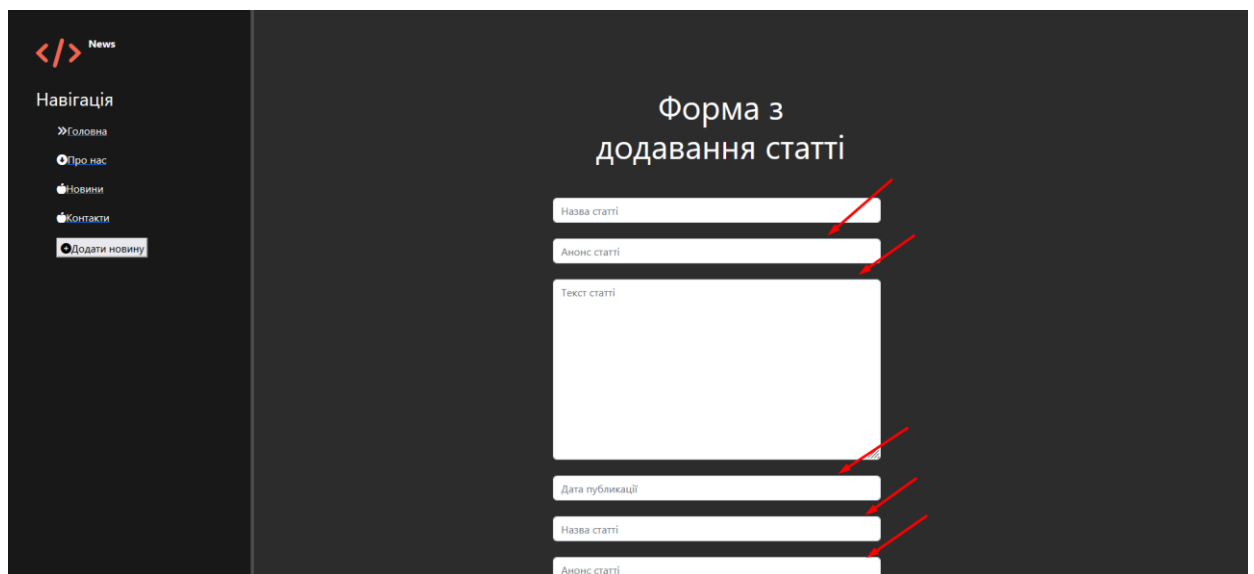 News
Навігація
Головна
Про нас
Новини
Контакти
Додати новину
Форма з
додавання статті
Назва статті
Анонс статті
Текст статті
Дата публикації
Назва статті
Анонс статті